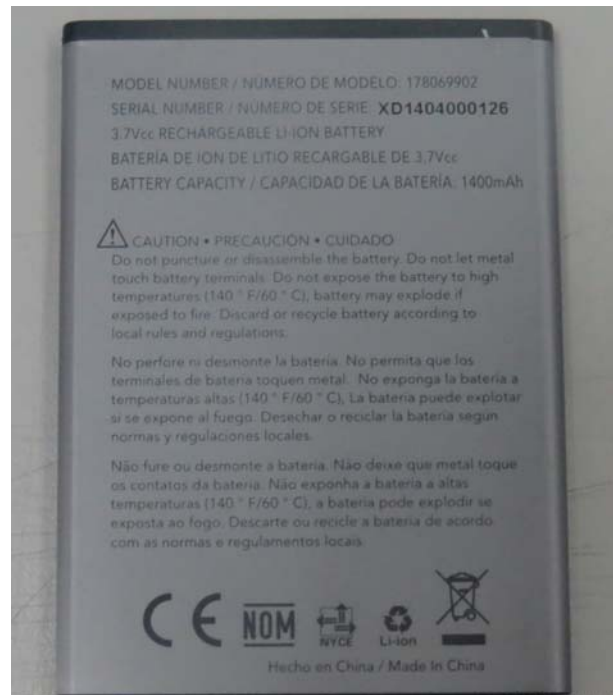 MODEL NUMBER / NÚMERO DE MODELO: 178069902
SERIAL NUMBER / NÚMERO DE SERIE: XD1404000126
3.7Vcc RECHARGEABLE LI-ION BATTERY
BATERÍA DE ION DE LITIO RECARGABLE DE 3.7Vcc
BATTERY CAPACITY / CAPACIDAD DE LA BATERÍA: 1400mAh
CAUTION • PRECAUCIÓN • CUIDADO
Do not puncture or disassemble the battery. Do not let metal
touch battery terminals. Do not expose the battery to high
temperatures (140 ° F/60 ° C), battery may explode if
exposed to fire. Discard or recycle battery according to
local rules and regulations.
No perfore ni desmonte la batería. No permita que los
terminales de batería toquen metal. No exponga la batería a
temperaturas altas (140 ° F/60 ° C), La batería puede explotar
si se expone al fuego. Desechar o reciclar la batería según
normas y regulaciones locales.
Não fure ou desmonte a bateria. Não deixe que metal toque
os contatos da bateria. Não exponha a bateria a altas
temperaturas (140 ° F/60 ° C), a bateria pode explodir se
exposta ao fogo. Descarte ou recicle a bateria de acordo
com as normas e regulamentos locais.
CE NOM NYCE Li-ion
Hecho en China / Made In China